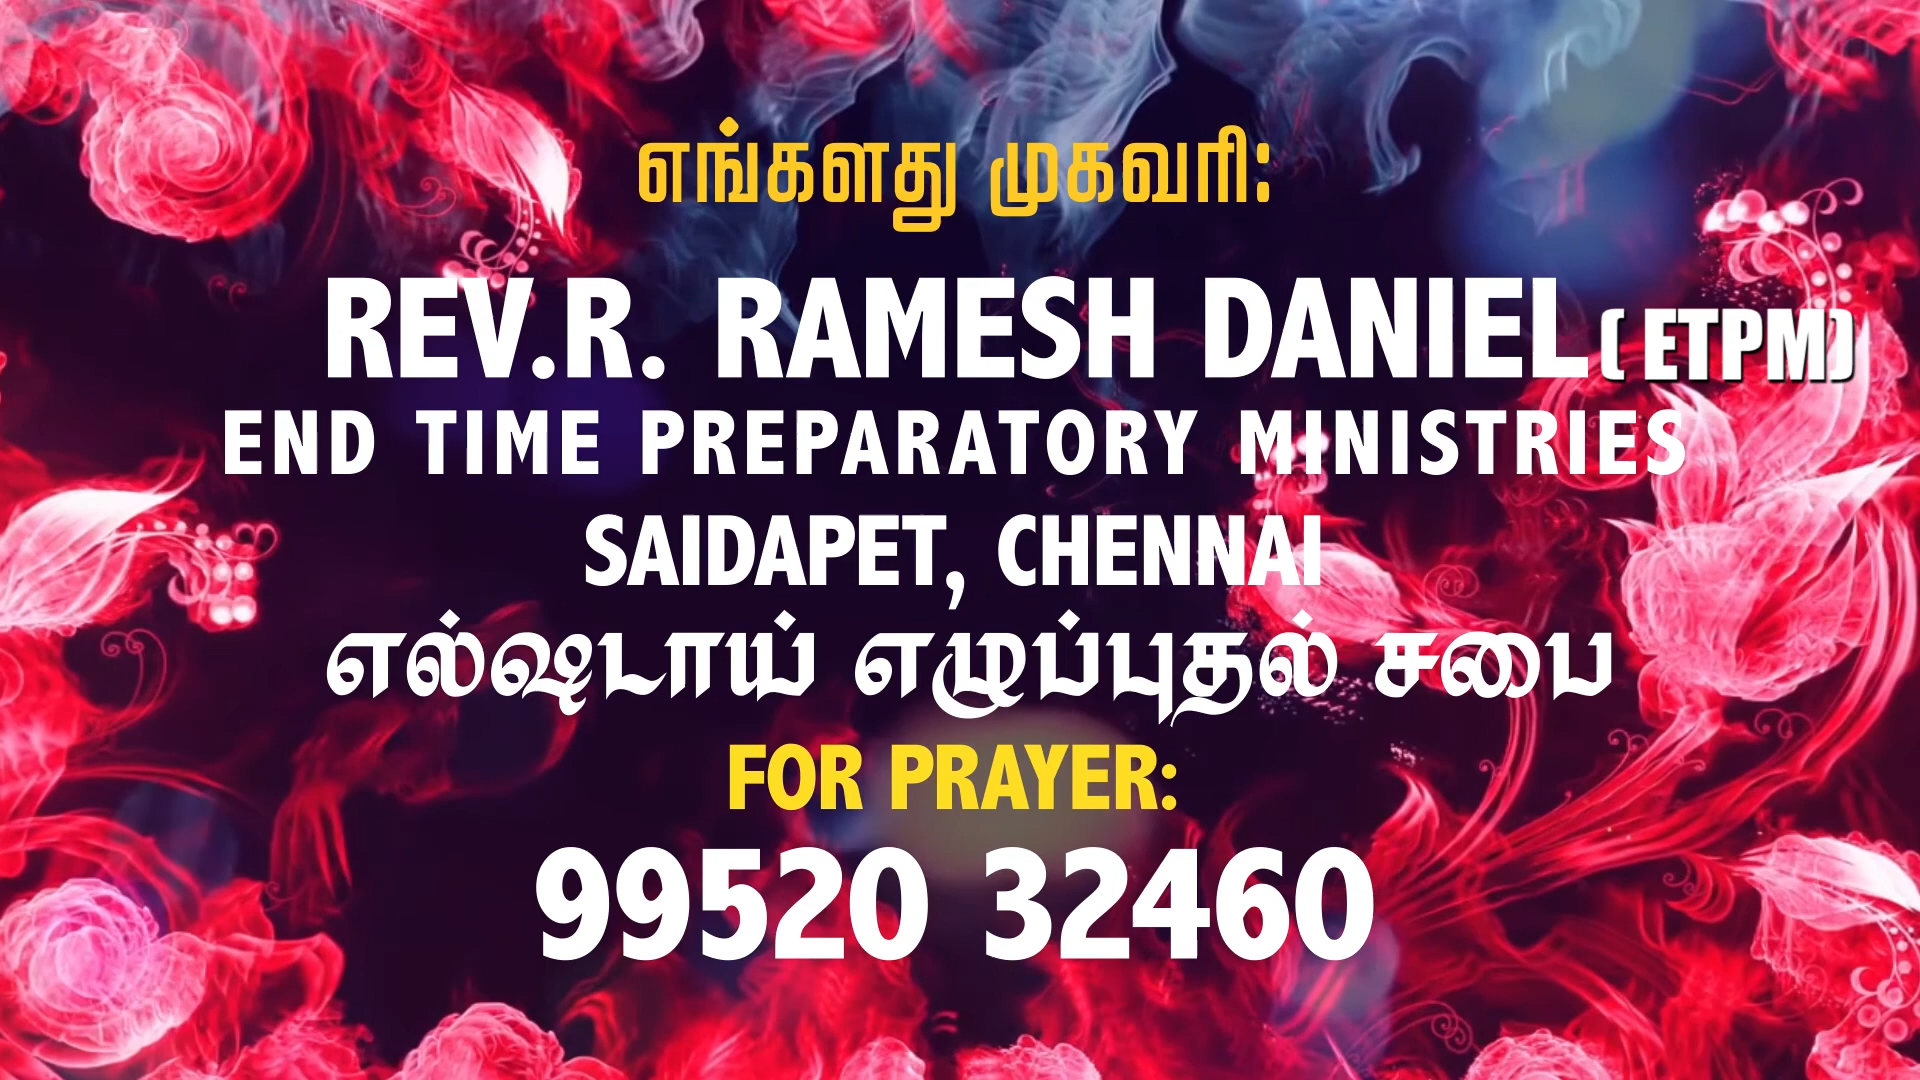 எங்களது முகவரி:
REV.R. RAMESH DANIEL ( ETPM)
END TIME PREPARATORY MINISTRIES
SAIDAPET, CHENNAI
எல்ஷடாய் எழுப்புதல் சபை
FOR PRAYER:
99520 32460